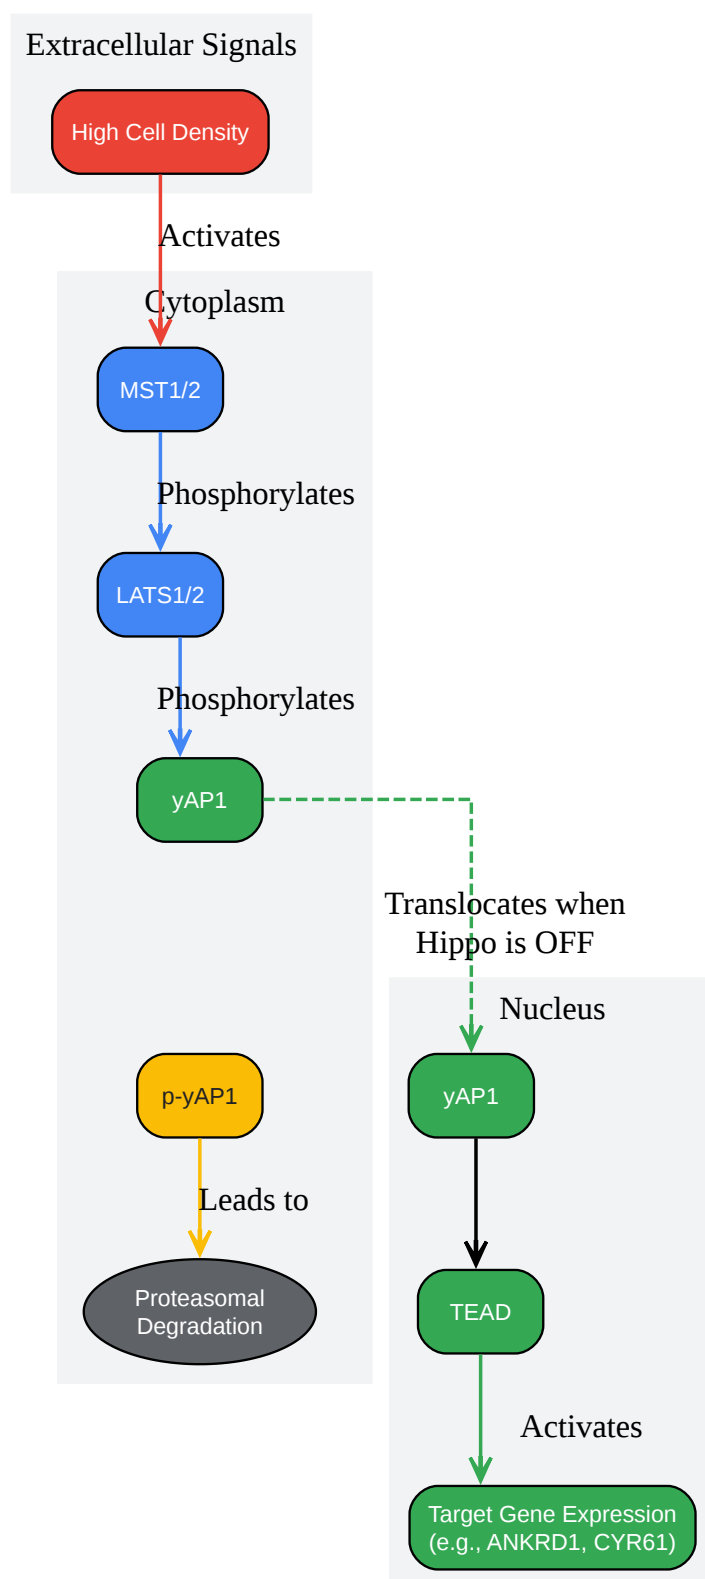 Extracellular Signals
High Cell Density
Activates
Cytoplasm
MST1/2
Phosphorylates
LATS1/2
Phosphorylates
yAP1
Translocates when
Hippo is OFF
Nucleus
p-yAP1
yAP1
Leads to
Proteasomal
Degradation
TEAD
Activates
Target Gene Expression
(e.g., ANKRD1, CYR61)